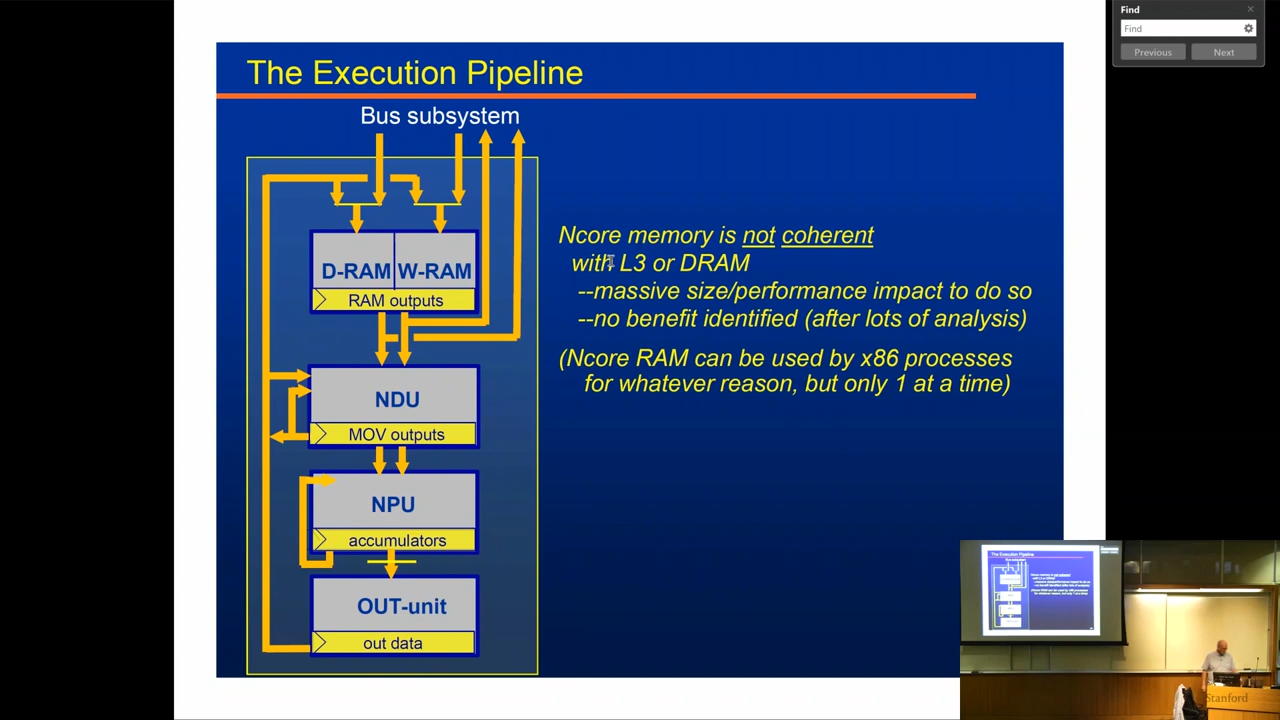 Find
Find
Previous
Next
The Execution Pipeline
Bus subsystem
D-RAM
W-RAM
RAM outputs
NDU
MOV outputs
NPU
accumulators
OUT-unit
out data
Ncore memory is not coherent
with L3 or DRAM
--massive size/performance impact to do so
--no benefit identified (after lots of analysis)
(Ncore RAM can be used by x86 processes
for whatever reason, but only 1 at a time)
The Execution Pipeline
Stanford